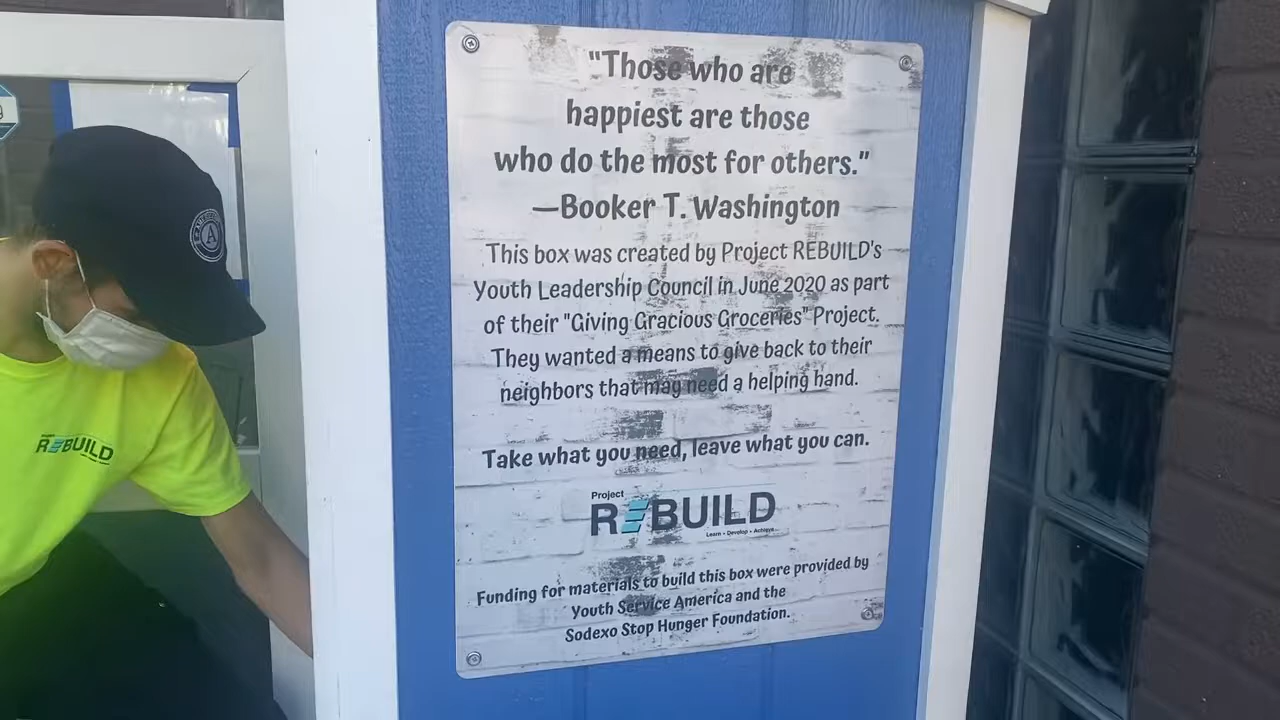 "Those who are
happiest are those
who do the most for others."
—Booker T. Washington
This box was created by Project REBUILD's
Youth Leadership Council in June 2020 as part
of their "Giving Gracious Groceries" Project.
They wanted a means to give back to their
neighbors that may need a helping hand.
Take what you need, leave what you can.
Project
REBUILD
Learn • Develop • Achieve
Funding for materials to build this box were provided by
Youth Service America and the
Sodexo Stop Hunger Foundation.
A
REBUILD